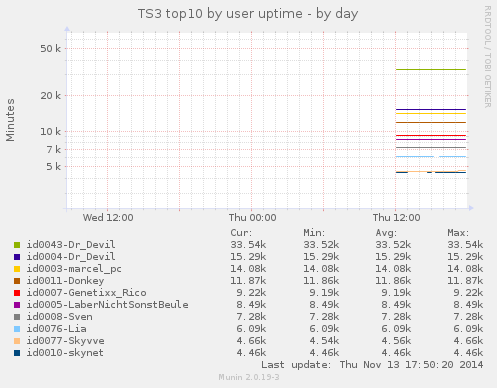 TS3 top10 by user uptime - by day
RRDTOOL / TOBI OETIKER
Minutes
50 k
20 k
10 k
7 k
5 k
Wed 12:00 Thu 00:00 Thu 12:00
Cur: Min: Avg: Max:
id0043-Dr_Devil 33.54k 33.52k 33.52k 33.54k
id0004-Dr_Devil 15.29k 15.29k 15.29k 15.29k
id0003-marcel_pc 14.08k 14.08k 14.08k 14.08k
id0011-Donkey 11.87k 11.86k 11.86k 11.87k
id0007-Genetixx_Rico 9.22k 9.19k 9.19k 9.22k
id0005-LaberNichtSonstBeule 8.49k 8.49k 8.49k 8.49k
id0008-Sven 7.28k 7.28k 7.28k 7.28k
id0076-Lia 6.09k 6.09k 6.09k 6.09k
id0077-Skyvve 4.66k 4.54k 4.56k 4.66k
id0010-skynet 4.46k 4.46k 4.46k 4.46k
Last update: Thu Nov 13 17:50:20 2014
Munin 2.0.19-3